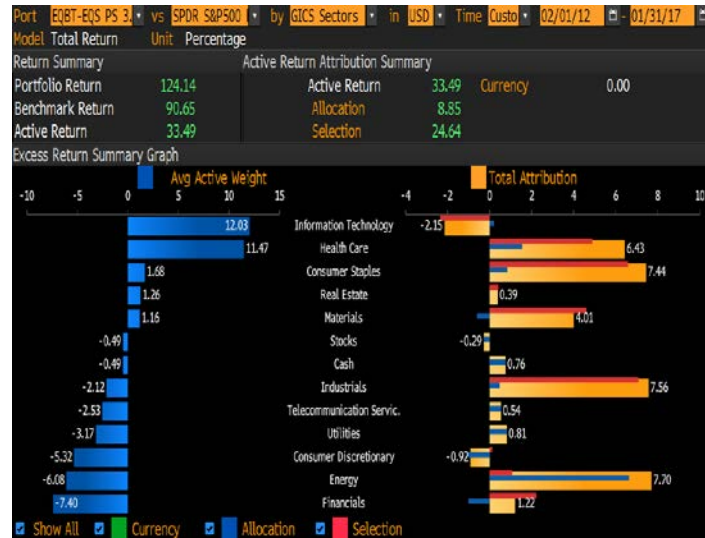 Port EQBT-EQS PS 3. vs SPDR S&P500 by GICS Sectors in USD Time Custo 02/01/12 - 01/31/17
Model Total Return Unit Percentage
Return Summary Active Return Attribution Summary
Portfolio Return 124.14 Active Return 33.49 Currency 0.00
Benchmark Return 90.65 Allocation 8.85
Active Return 33.49 Selection 24.64
Excess Return Summary Graph
Avg Active Weight Total Attribution
-10 -5 0 5 10 15 -4 -2 0 2 4 6 8 10
12.03 Information Technology -2.15
11.47 Health Care 6.43
1.68 Consumer Staples 7.44
1.26 Real Estate 0.39
1.16 Materials 4.01
-0.49 Stocks -0.29
-0.49 Cash 0.76
-2.12 Industrials 7.56
-2.53 Telecommunication Servic. 0.54
-3.17 Utilities 0.81
-5.32 Consumer Discretionary -0.92
-6.08 Energy 7.70
-7.40 Financials 1.22
Show All Currency Allocation Selection